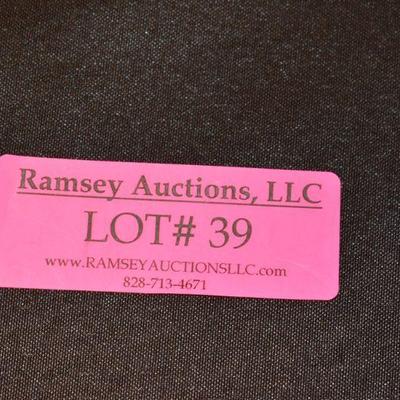 Ramsey Auctions, LLC
LOT# 39
www.RAMSEYAUCTIONSLLC.com
828-713-4671